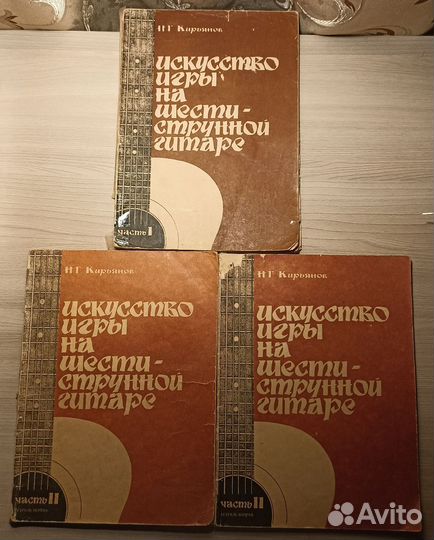 Н Г Кирьянов
Искусство
игры
на
шести-
струнной
гитаре
часть I
Н Г Кирьянов
Искусство
игры
на
шести-
струнной
гитаре
часть II
Н Г Кирьянов
Искусство
игры
на
шести-
струнной
гитаре
часть II
Avito